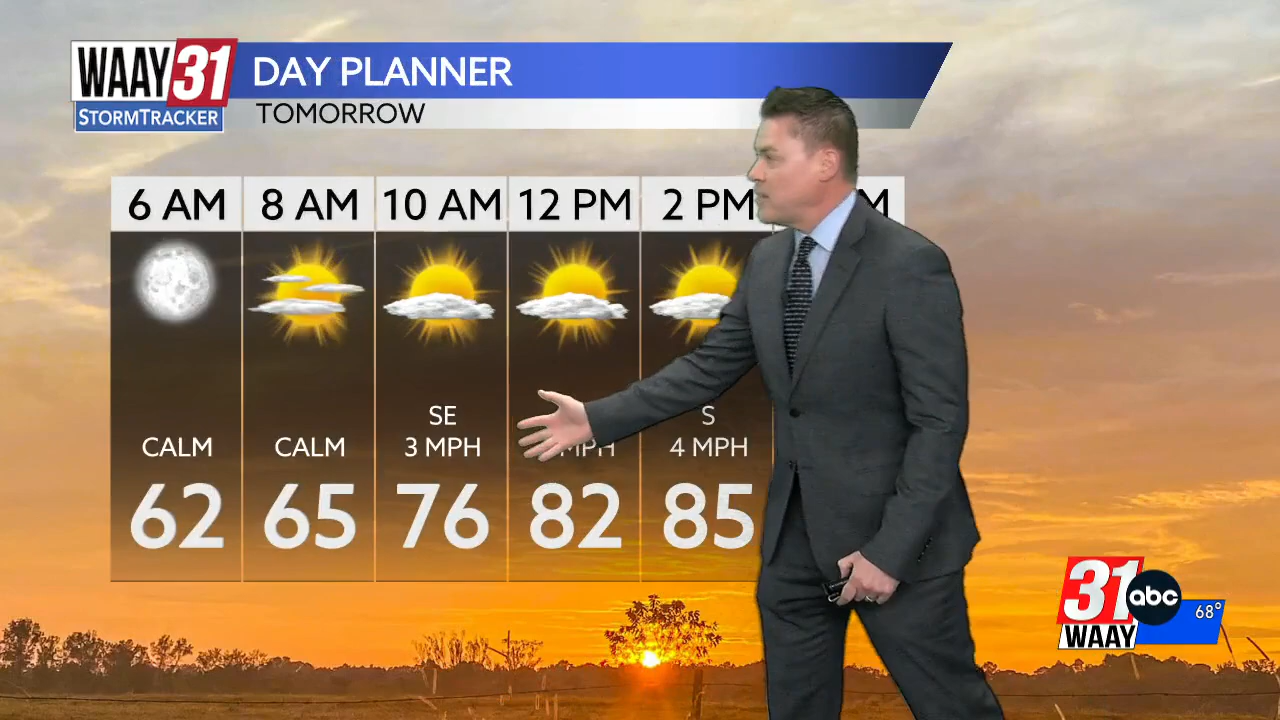 WAAY 31
STORMTRACKER
DAY PLANNER
TOMORROW
6 AM 8 AM 10 AM 12 PM 2 PM
SE S
CALM CALM 3 MPH MPH 4 MPH
62 65 76 82 85
31 abc 68°
WAAY